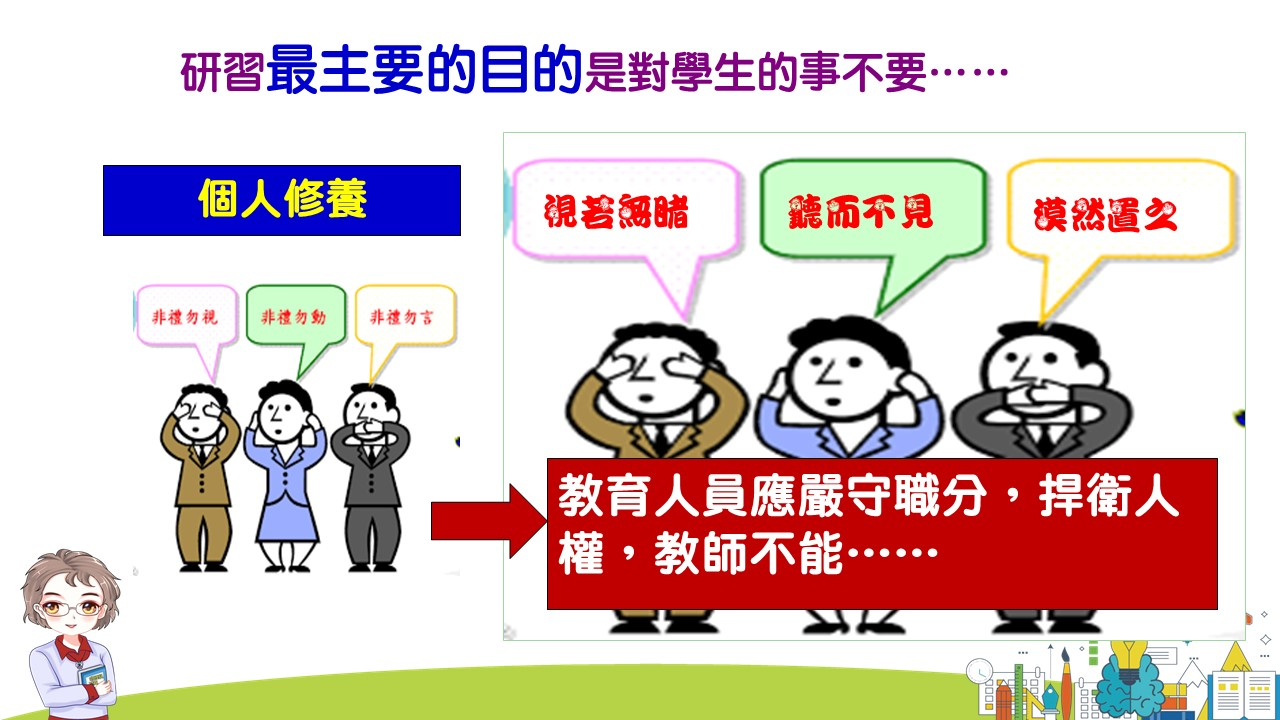 研習最主要的目的是對學生的事不要……
個人修養
非禮勿視
非禮勿動
非禮勿言
視若無睹
聽而不見
漠然置之
教育人員應嚴守職分，捍衛人
權，教師不能……